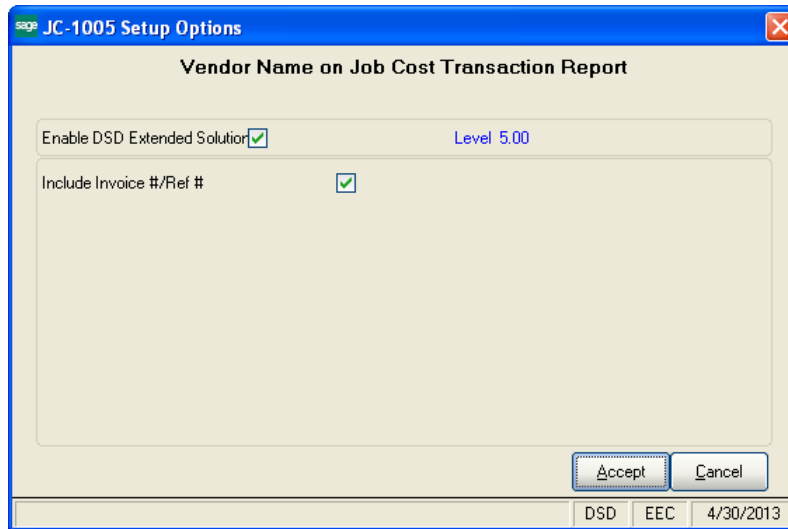 sage JC-1005 Setup Options
Vendor Name on Job Cost Transaction Report
Enable DSD Extended Solution Level 5.00
Include Invoice #/Ref #
Accept Cancel
DSD EEC 4/30/2013